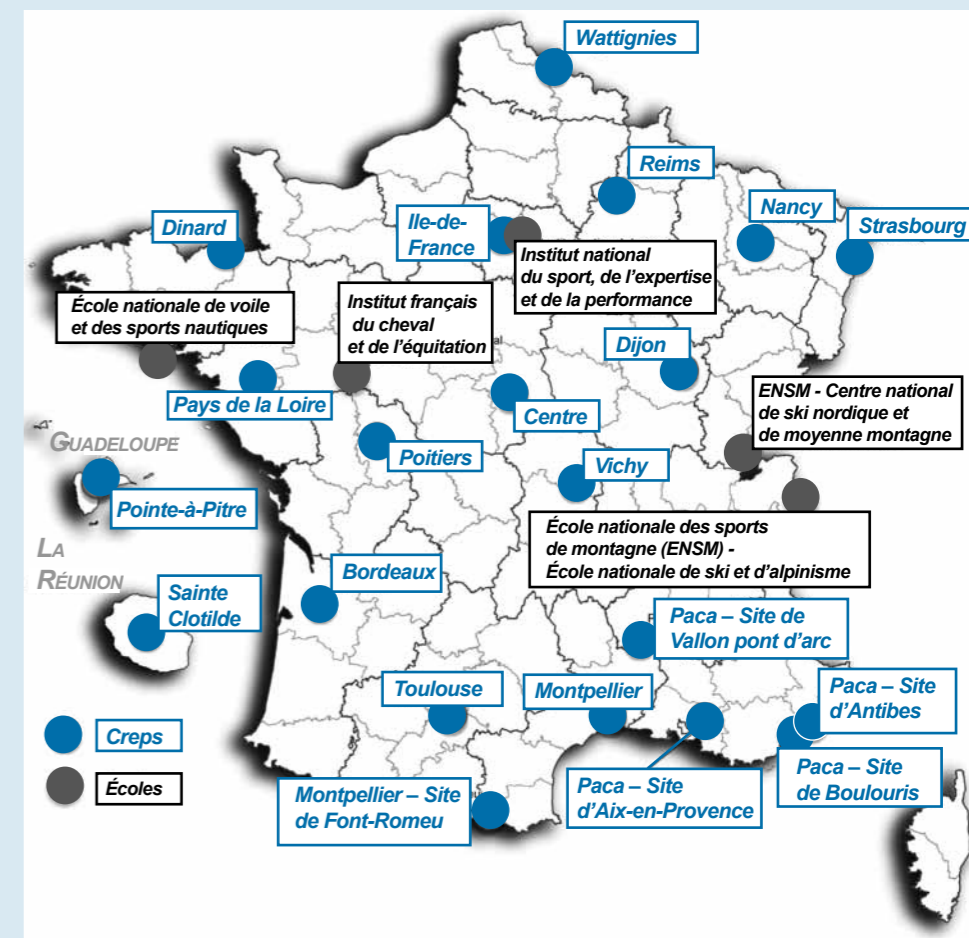 Wattignies
Reims
Nancy
Strasbourg
Dinard
Ile-de-
France
Institut national
du sport, de l'expertise
et de la performance
École nationale de voile
et des sports nautiques
Institut français
du cheval
et de l'équitation
Dijon
ENSM - Centre national
de ski nordique et
de moyenne montagne
Pays de la Loire
Centre
GUADELOUPE
Poitiers
Vichy
Pointe-à-Pitre
École nationale des sports
de montagne (ENSM) -
École nationale de ski et d'alpinisme
LA
RÉUNION
Bordeaux
Sainte
Clotilde
Paca – Site de
Vallon pont d'arc
Toulouse
Montpellier
Paca – Site
d'Antibes
Creps
Écoles
Montpellier – Site
de Font-Romeu
Paca – Site
d'Aix-en-Provence
Paca – Site
de Boulouris